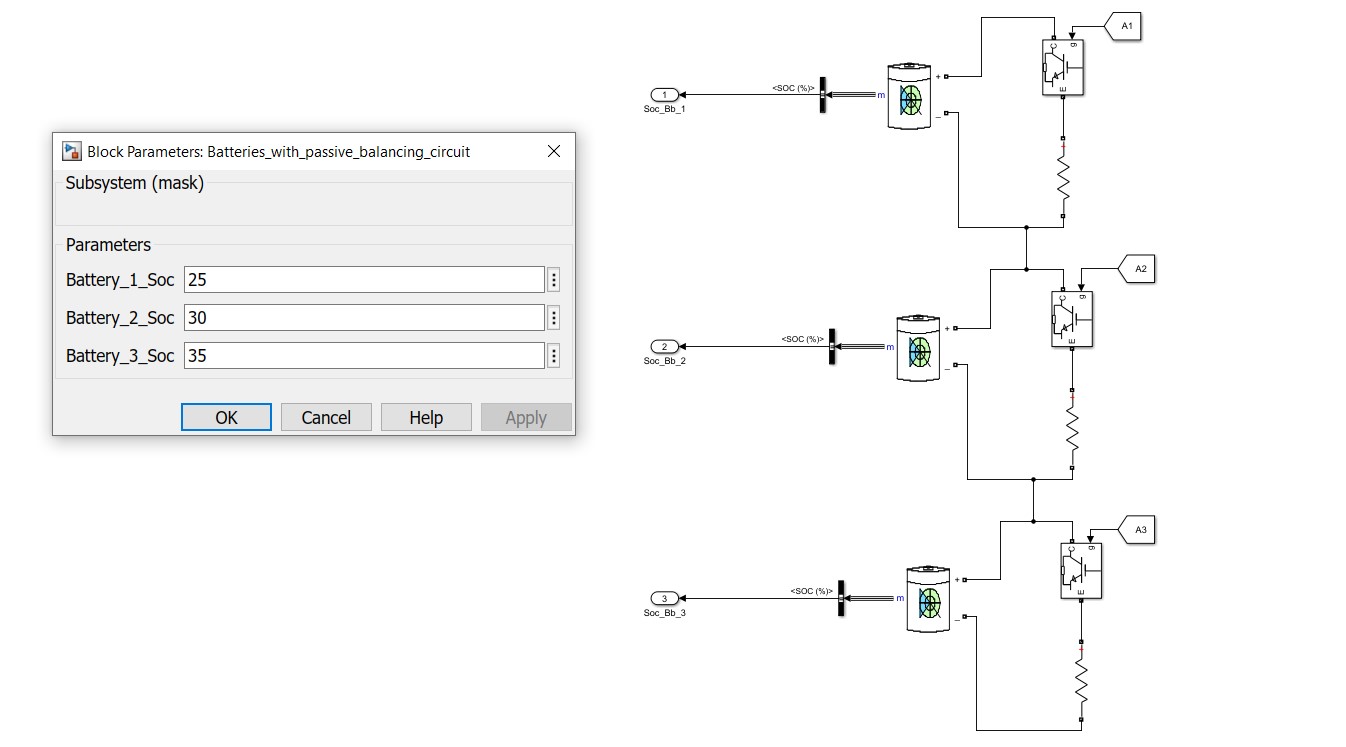 Block Parameters: Batteries_with_passive_balancing_circuit
Subsystem (mask)
Parameters
Battery_1_Soc 25
Battery_2_Soc 30
Battery_3_Soc 35
OK Cancel Help Apply
A1
C g
E
<SOC (%)>
m
+
_
1
Soc_Bb_1
+
A2
C g
E
<SOC (%)>
m
+
_
2
Soc_Bb_2
+
A3
C g
E
<SOC (%)>
m
+
_
3
Soc_Bb_3
+